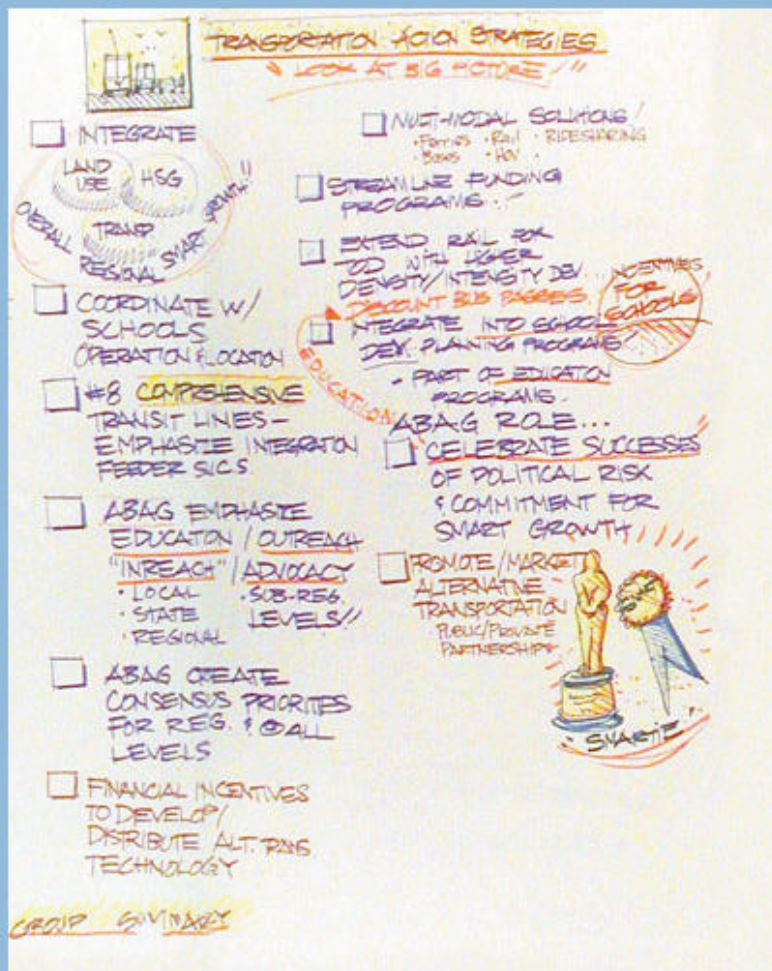 TRANSPORTATION ACTION STRATEGIES
" LOOK AT BIG PICTURE !"
INTEGRATE
LAND
USE
HSG
TRANSP
OVERALL REGIONAL SMART GROWTH!!
COORDINATE W/
SCHOOLS
OPERATION & LOCATION
#8 COMPREHENSIVE
TRANSIT LINES-
EMPHASIZE INTEGRATION
FEEDER
ABAG EMPHASIZE
EDUCATION / OUTREACH
"INREACH" / ADVOCACY
• LOCAL • SUB-REG.
• STATE LEVELS!!
• REGIONAL
ABAG CREATE
CONSENSUS PRIORITES
FOR REG. & @ ALL
LEVELS
FINANCIAL INCENTIVES
TO DEVELOP/
DISTRIBUTE ALT. TRANS.
TECHNOLOGY
GROUP SUMMARY
MULTI-MODAL SOLUTIONS!
• Ferries • Rail • RIDESHARING
• Buses • HOV
STREAMLINE FUNDING
PROGRAMS...
EXTEND RAIL FOR
TOD WITH HIGHER
DENSITY/INTENSITY DEV...
DISCOUNT BUS PASSES.
INCENTIVES
FOR
SCHOOLS
INTEGRATE INTO SCHOOL
DEV. PLANNING PROGRAMS!
EDUCATION
• PART OF EDUCATION
PROGRAMS.
ABAG ROLE...
CELEBRATE SUCCESSES"
OF POLITICAL RISK
& COMMITMENT FOR
SMART GROWTH
PROMOTE/MARKET
ALTERNATIVE
TRANSPORTATION
• PUBLIC/PRIVATE
PARTNERSHIPS
"SMARTIE"